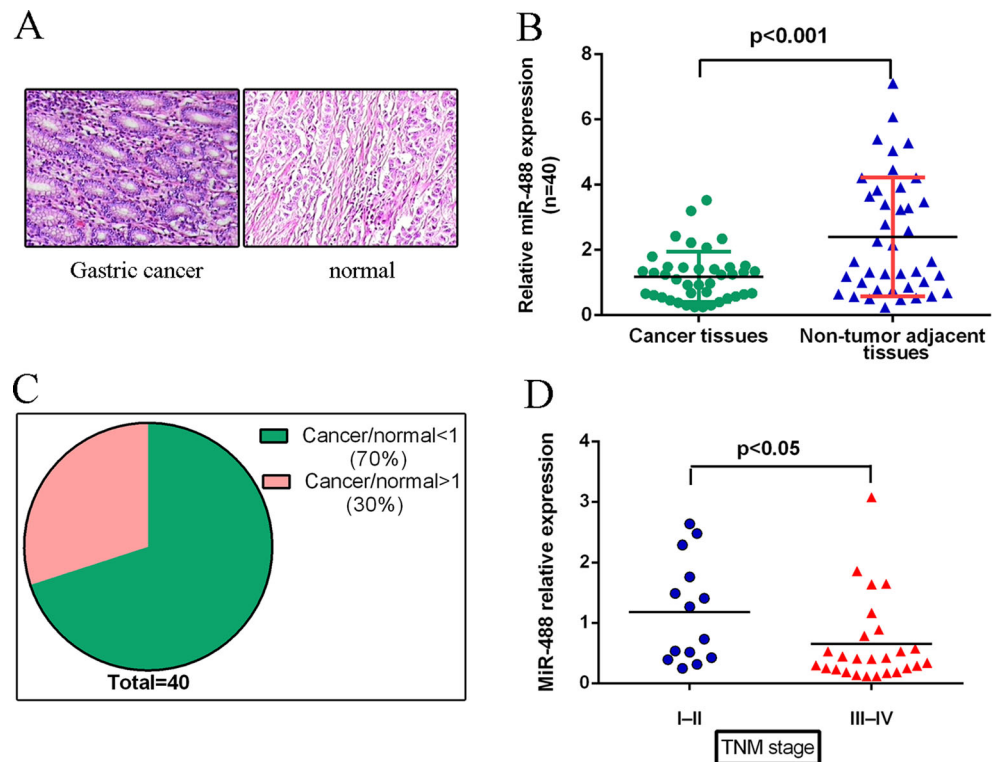 A
Gastric cancer
normal
B
p<0.001
Relative miR-488 expression
(n=40)
8
6
4
2
0
Cancer tissues
Non-tumor adjacent
tissues
C
Cancer/normal<1
(70%)
Cancer/normal>1
(30%)
Total=40
D
p<0.05
MiR-488 relative expression
4
3
2
1
0
I–II
III–IV
TNM stage